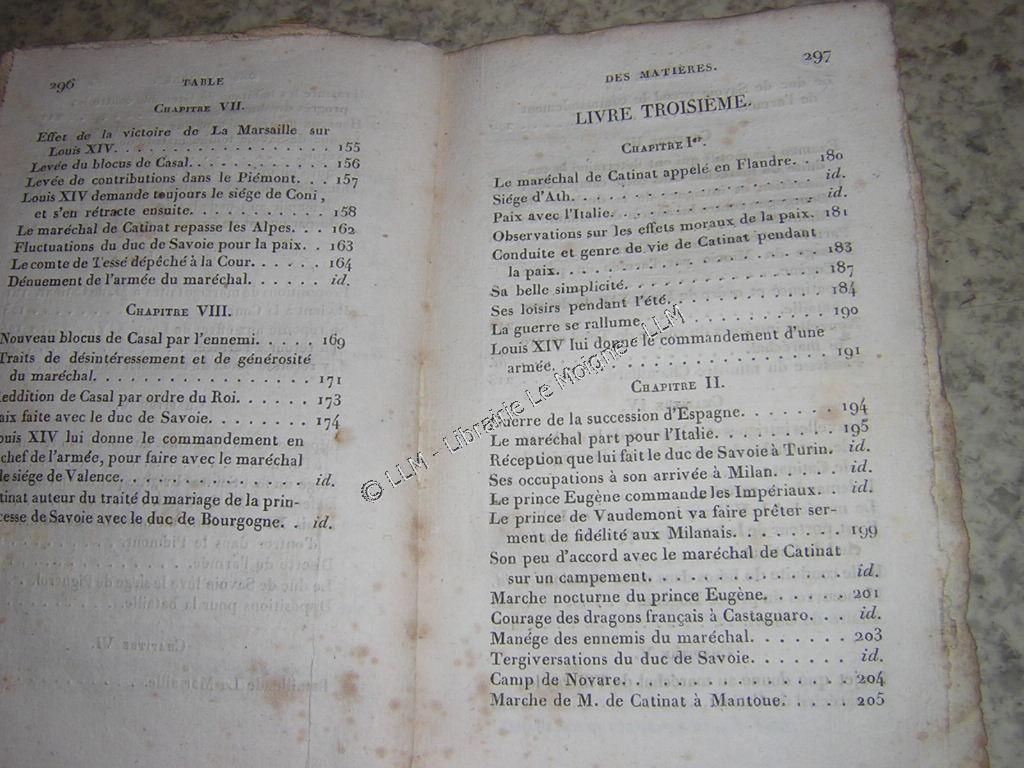 296 TABLE
CHAPITRE VII.
Effet de la victoire de La Marsaille sur
Louis XIV. . . . . . . . . . . . . . . . . . 155
Levée du blocus de Casal. . . . . . . . . . . 156
Levée de contributions dans le Piémont. . . 157
Louis XIV demande toujours le siége de Coni,
et s'en rétracte ensuite. . . . . . . . . . . 158
Le maréchal de Catinat repasse les Alpes. . . 162
Fluctuations du duc de Savoie pour la paix. . 163
Le comte de Tessé dépêché à la Cour. . . . . . 164
Dénuement de l'armée du maréchal. . . . . . id.
CHAPITRE VIII.
Nouveau blocus de Casal par l'ennemi. . . . . 169
Traits de désintéressement et de générosité
du maréchal. . . . . . . . . . . . . . . . . 171
eddition de Casal par ordre du Roi. . . . . . 173
aix faite avec le duc de Savoie. . . . . . . . 174
ouis XIV lui donne le commandement en
chef de l'armée, pour faire avec le maréchal
le siége de Valence. . . . . . . . . . . . . . id.
tinat auteur du traité du mariage de la prin-
cesse de Savoie avec le duc de Bourgogne. . id.
DES MATIÈRES. 297
LIVRE TROISIÈME.
CHAPITRE Ier.
Le maréchal de Catinat appelé en Flandre. . 180
Siége d'Ath. . . . . . . . . . . . . . . . . id.
Paix avec l'Italie. . . . . . . . . . . . . . id.
Observations sur les effets moraux de la paix. 181
Conduite et genre de vie de Catinat pendant
la paix. . . . . . . . . . . . . . . . . . . 183
Sa belle simplicité. . . . . . . . . . . . . 187
Ses loisirs pendant l'été. . . . . . . . . . 184
La guerre se rallume. . . . . . . . . . . . . 190
Louis XIV lui donne le commandement d'une
armée. . . . . . . . . . . . . . . . . . . . 191
CHAPITRE II.
Guerre de la succession d'Espagne. . . . . . . 194
Le maréchal part pour l'Italie. . . . . . . . 195
Réception que lui fait le duc de Savoie à Turin. id.
Ses occupations à son arrivée à Milan. . . . . id.
Le prince Eugène commande les Impériaux. . id.
Le prince de Vaudemont va faire prêter ser-
ment de fidélité aux Milanais. . . . . . . . 199
Son peu d'accord avec le maréchal de Catinat
sur un campement. . . . . . . . . . . . . . id.
Marche nocturne du prince Eugène. . . . . . 201
Courage des dragons français à Castaguaro. . . id.
Manége des ennemis du maréchal. . . . . . . 203
Tergiversations du duc de Savoie. . . . . . . id.
Camp de Novare. . . . . . . . . . . . . . . 204
Marche de M. de Catinat à Mantoue. . . . . 205
© LLM - Librairie Le Moigne - LLM